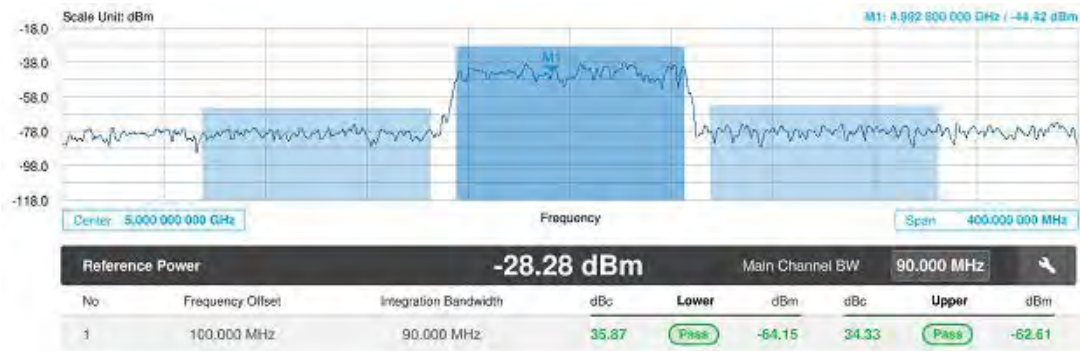 Scale Unit: dBm M1: 4.992 800 000 GHz / -44.42 dBm
-18.0
M1
-38.0
-58.0
-78.0
-98.0
-118.0
Center 5,000 000 000 GHz Frequency Span 400.000 000 MHz
Reference Power -28.28 dBm Main Channel BW 90.000 MHz
No Frequency Offset Integration Bandwidth dBc Lower dBm dBc Upper dBm
1 100.000 MHz 90.000 MHz 35.87 Pass -64.15 34.33 Pass -62.61